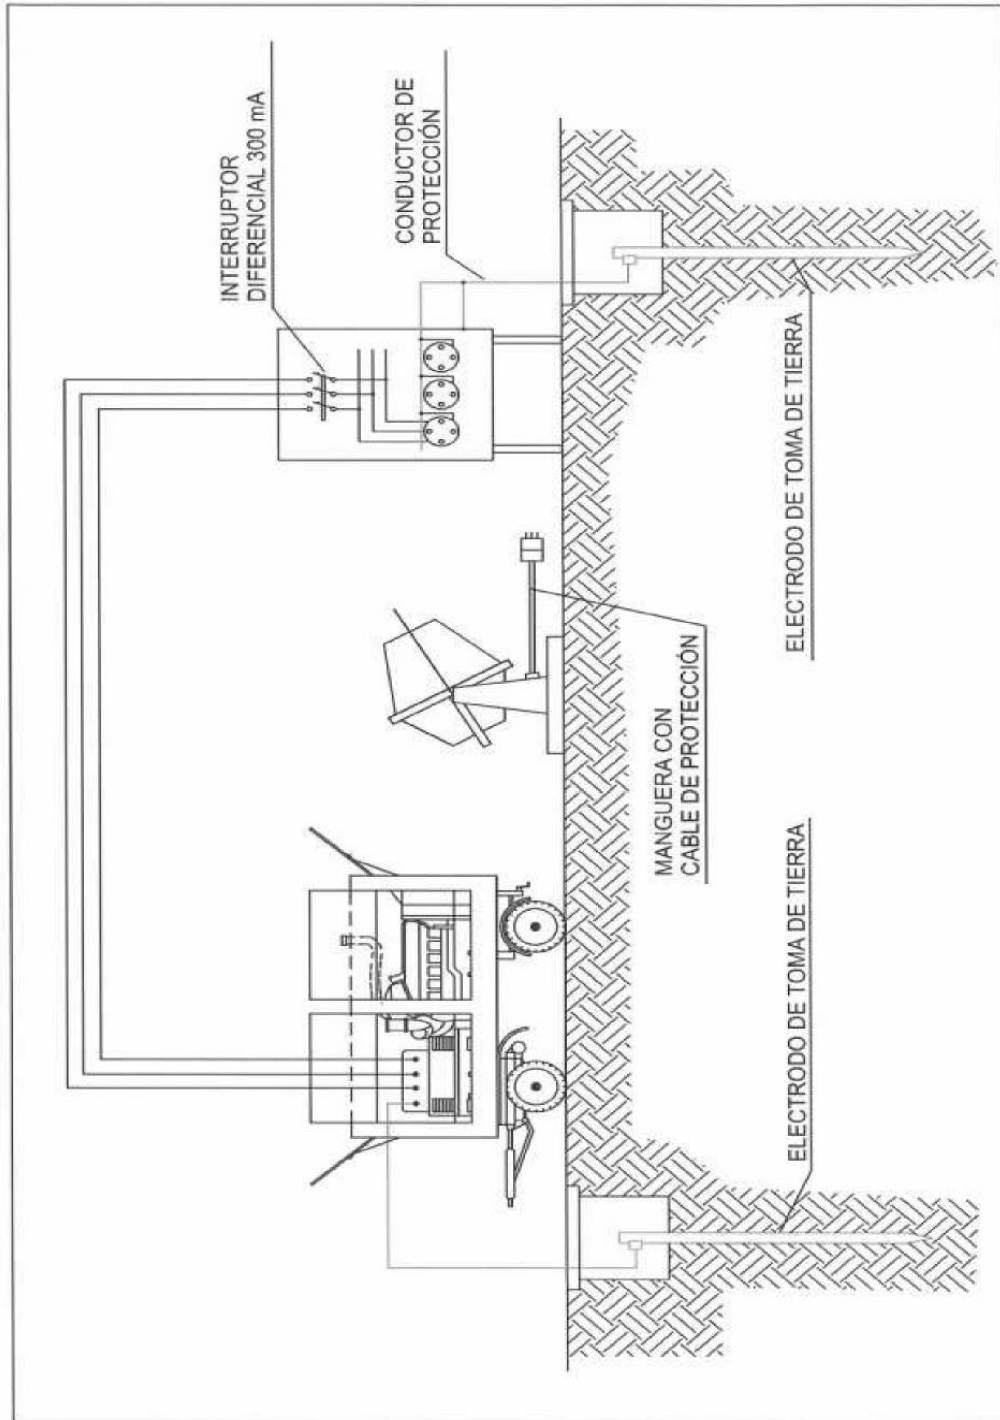 INTERRUPTOR
DIFERENCIAL 300 mA
CONDUCTOR DE
PROTECCIÓN
MANGUERA CON
CABLE DE PROTECCIÓN
ELECTRODO DE TOMA DE TIERRA
ELECTRODO DE TOMA DE TIERRA